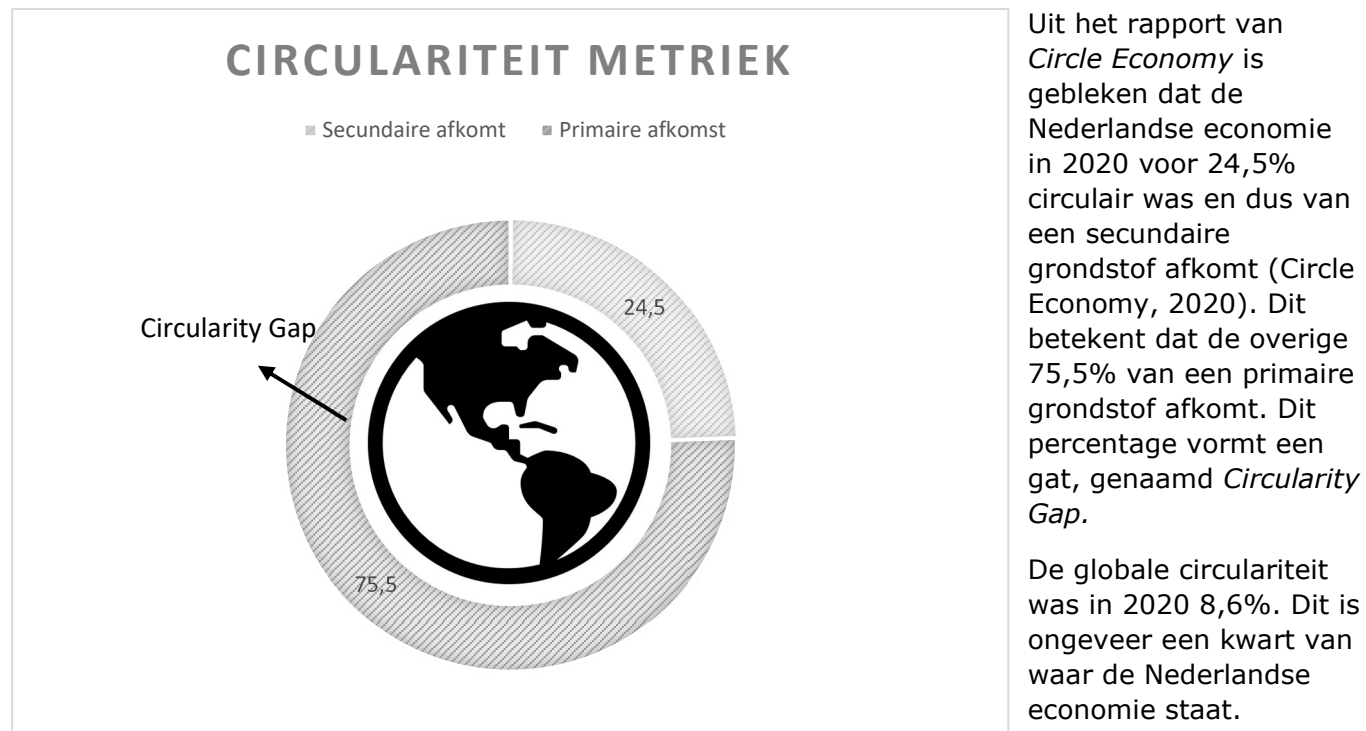 CIRCULARITEIT METRIEK
Secundaire afkomt Primaire afkomst
24,5
Circularity Gap
75,5
Uit het rapport van
Circle Economy is
gebleken dat de
Nederlandse economie
in 2020 voor 24,5%
circulair was en dus van
een secundaire
grondstof afkomt (Circle
Economy, 2020). Dit
betekent dat de overige
75,5% van een primaire
grondstof afkomt. Dit
percentage vormt een
gat, genaamd Circularity
Gap.
De globale circulariteit
was in 2020 8,6%. Dit is
ongeveer een kwart van
waar de Nederlandse
economie staat.